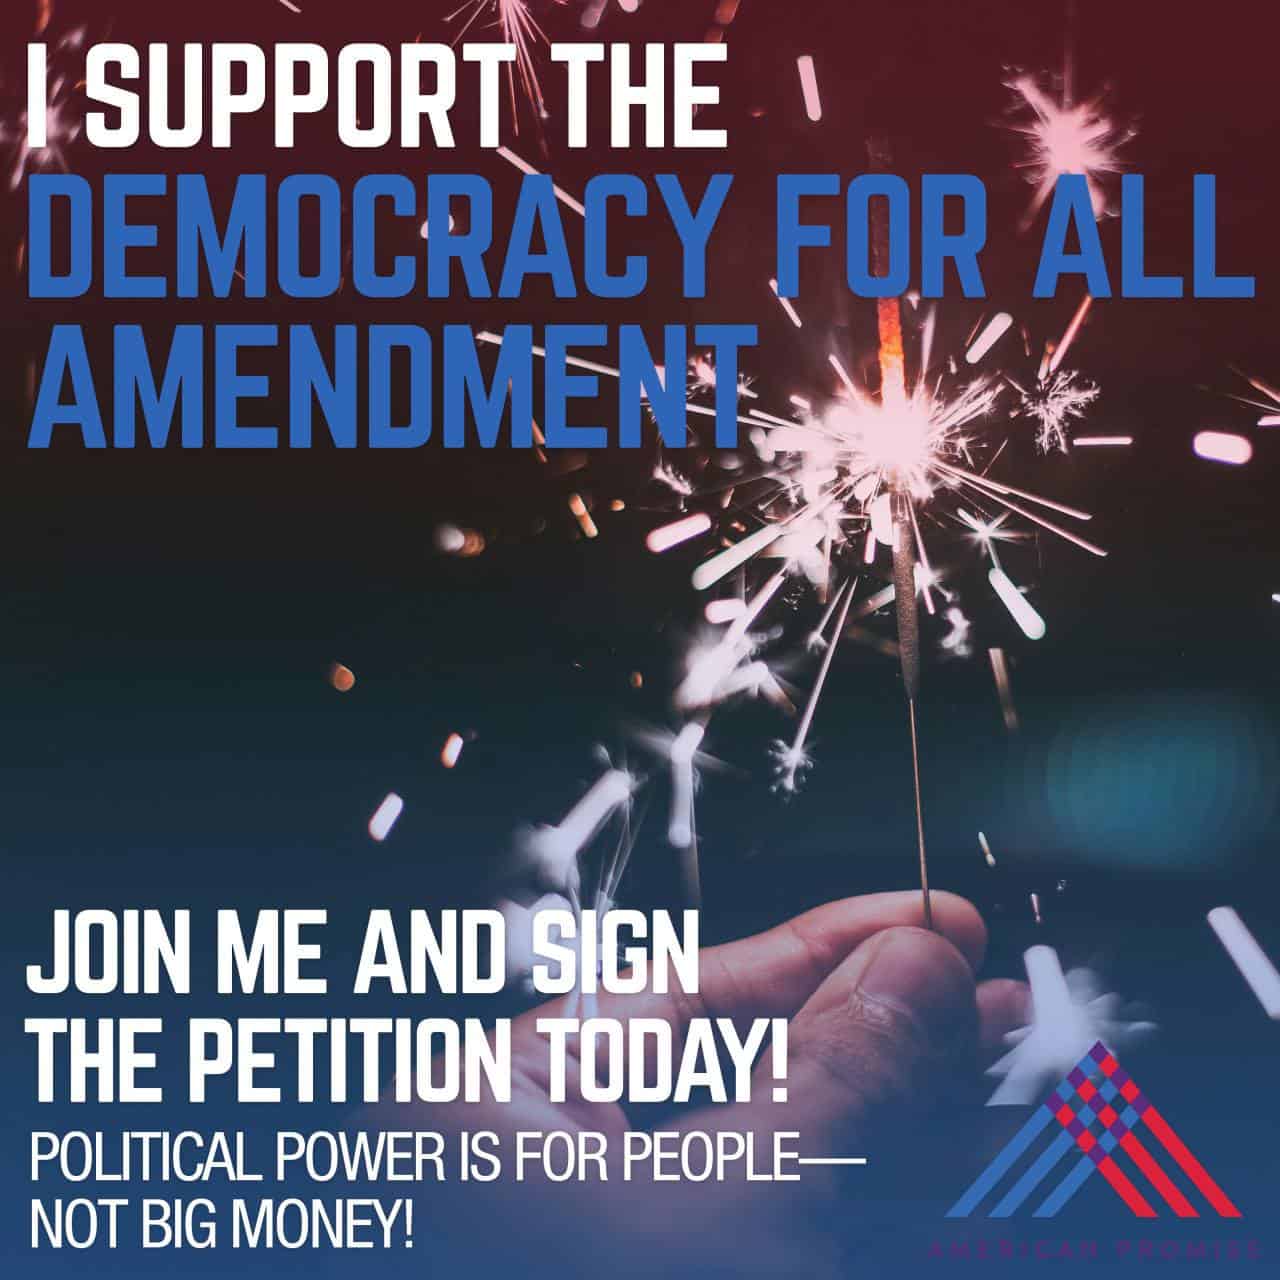 I SUPPORT THE
DEMOCRACY FOR ALL
AMENDMENT
JOIN ME AND SIGN
THE PETITION TODAY!
POLITICAL POWER IS FOR PEOPLE—
NOT BIG MONEY!
AMERICAN PROMISE